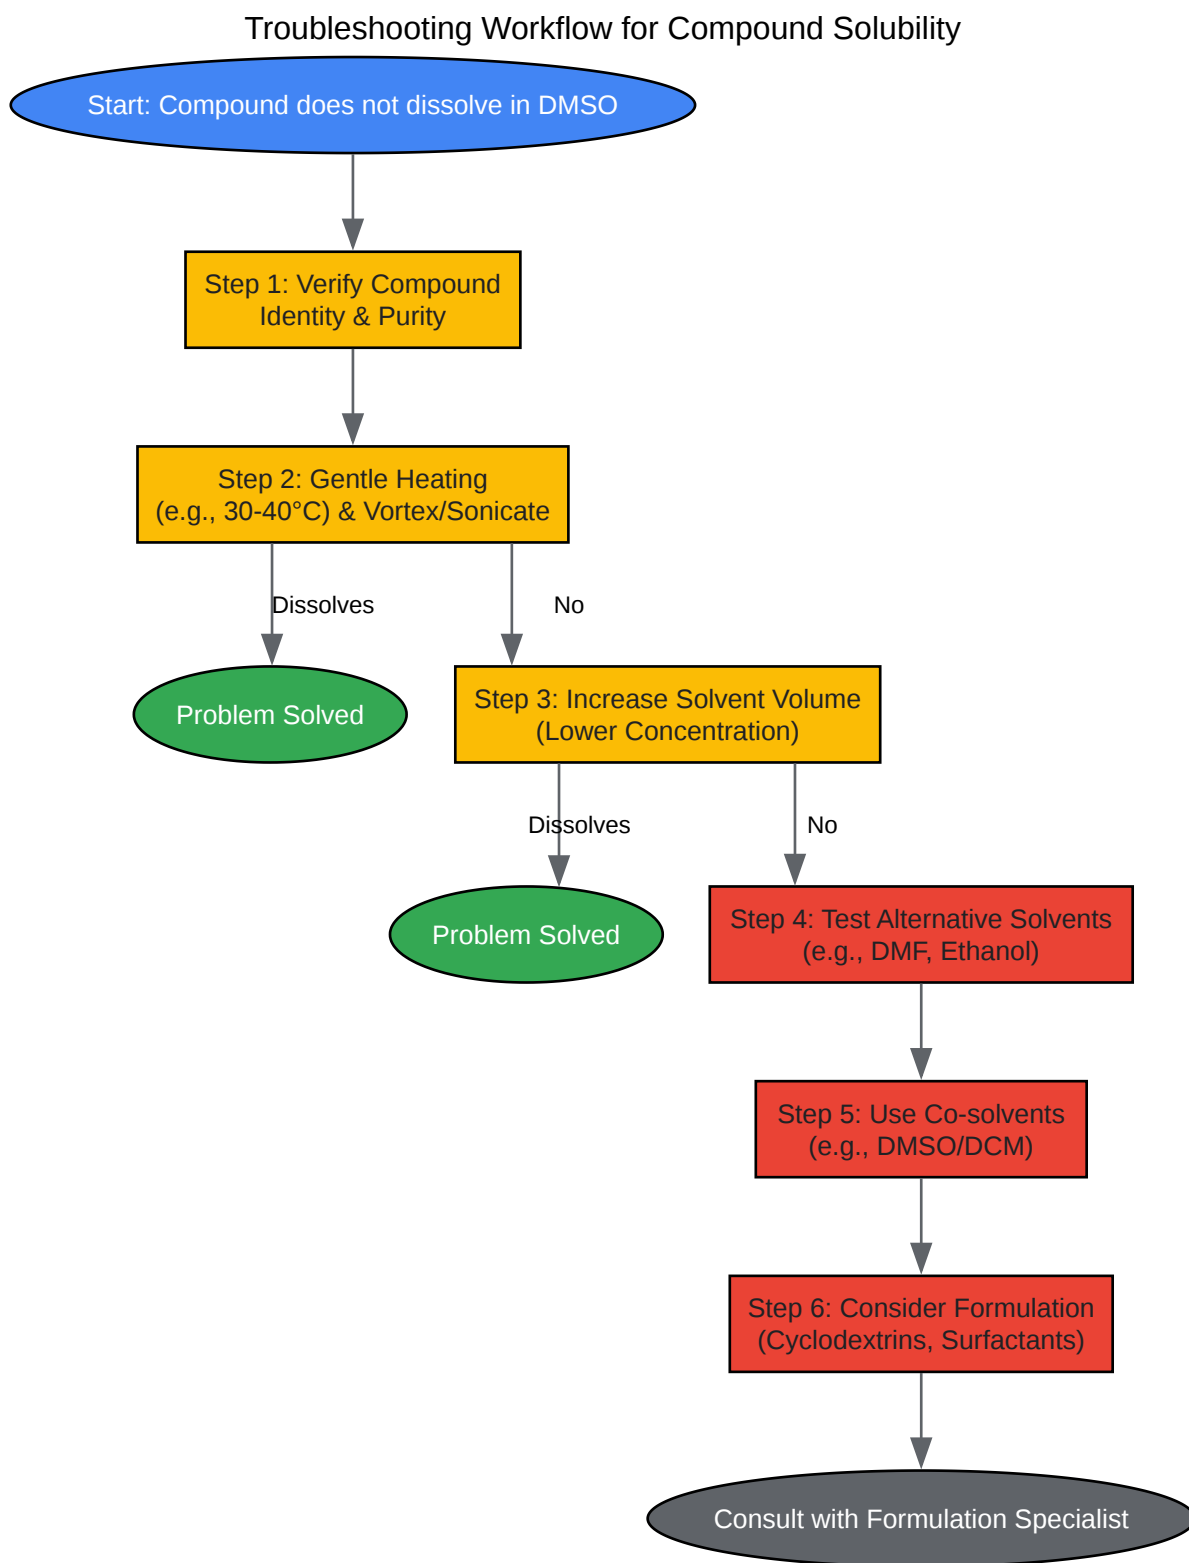 Troubleshooting Workflow for Compound Solubility
Start: Compound does not dissolve in DMSO
Step 1: Verify Compound
Identity & Purity
Step 2: Gentle Heating
(e.g., 30-40°C) & Vortex/Sonicate
Dissolves
No
Problem Solved
Step 3: Increase Solvent Volume
(Lower Concentration)
Dissolves
No
Problem Solved
Step 4: Test Alternative Solvents
(e.g., DMF, Ethanol)
Step 5: Use Co-solvents
(e.g., DMSO/DCM)
Step 6: Consider Formulation
(Cyclodextrins, Surfactants)
Consult with Formulation Specialist